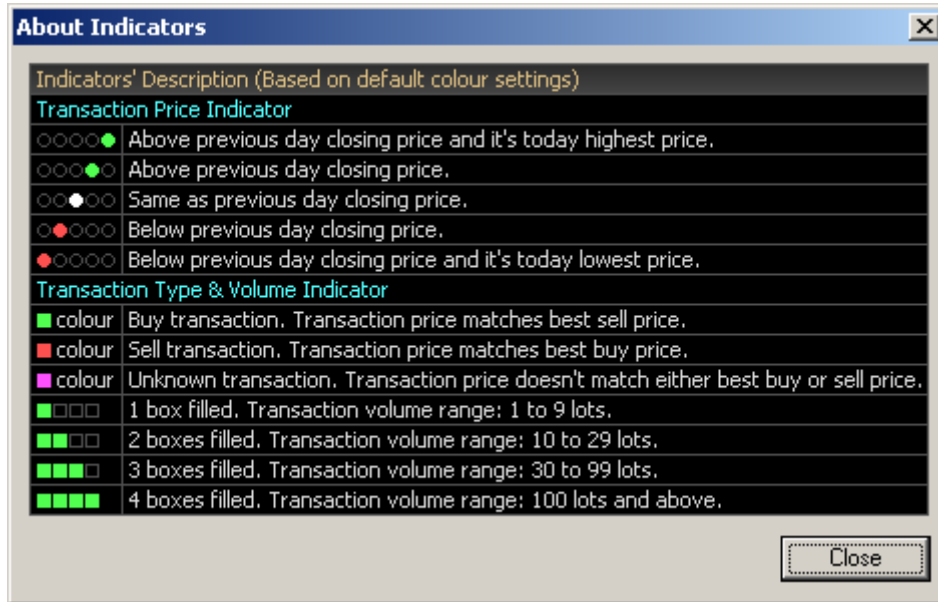 About Indicators
Indicators' Description (Based on default colour settings)
Transaction Price Indicator
Above previous day closing price and it's today highest price.
Above previous day closing price.
Same as previous day closing price.
Below previous day closing price.
Below previous day closing price and it's today lowest price.
Transaction Type & Volume Indicator
colour Buy transaction. Transaction price matches best sell price.
colour Sell transaction. Transaction price matches best buy price.
colour Unknown transaction. Transaction price doesn't match either best buy or sell price.
1 box filled. Transaction volume range: 1 to 9 lots.
2 boxes filled. Transaction volume range: 10 to 29 lots.
3 boxes filled. Transaction volume range: 30 to 99 lots.
4 boxes filled. Transaction volume range: 100 lots and above.
Close